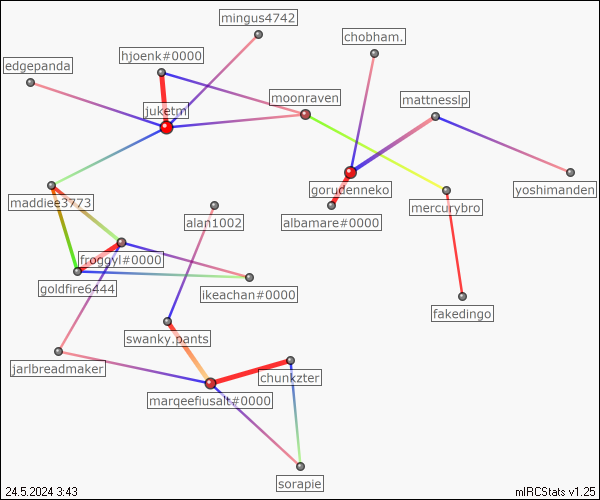 mingus4742
chobham.
hjoenk#0000
edgepanda
moonraven
mattnesslp
juketm
gorudenneko
yoshimanden
maddiee3773
mercurybro
alan1002
albamare#0000
froggyl#0000
goldfire6444
ikeachan#0000
fakedingo
swanky.pants
jarlbreadmaker
chunkzter
marqeefiusalt#0000
sorapie
24.5.2024 3:43
mIRCStats v1.25